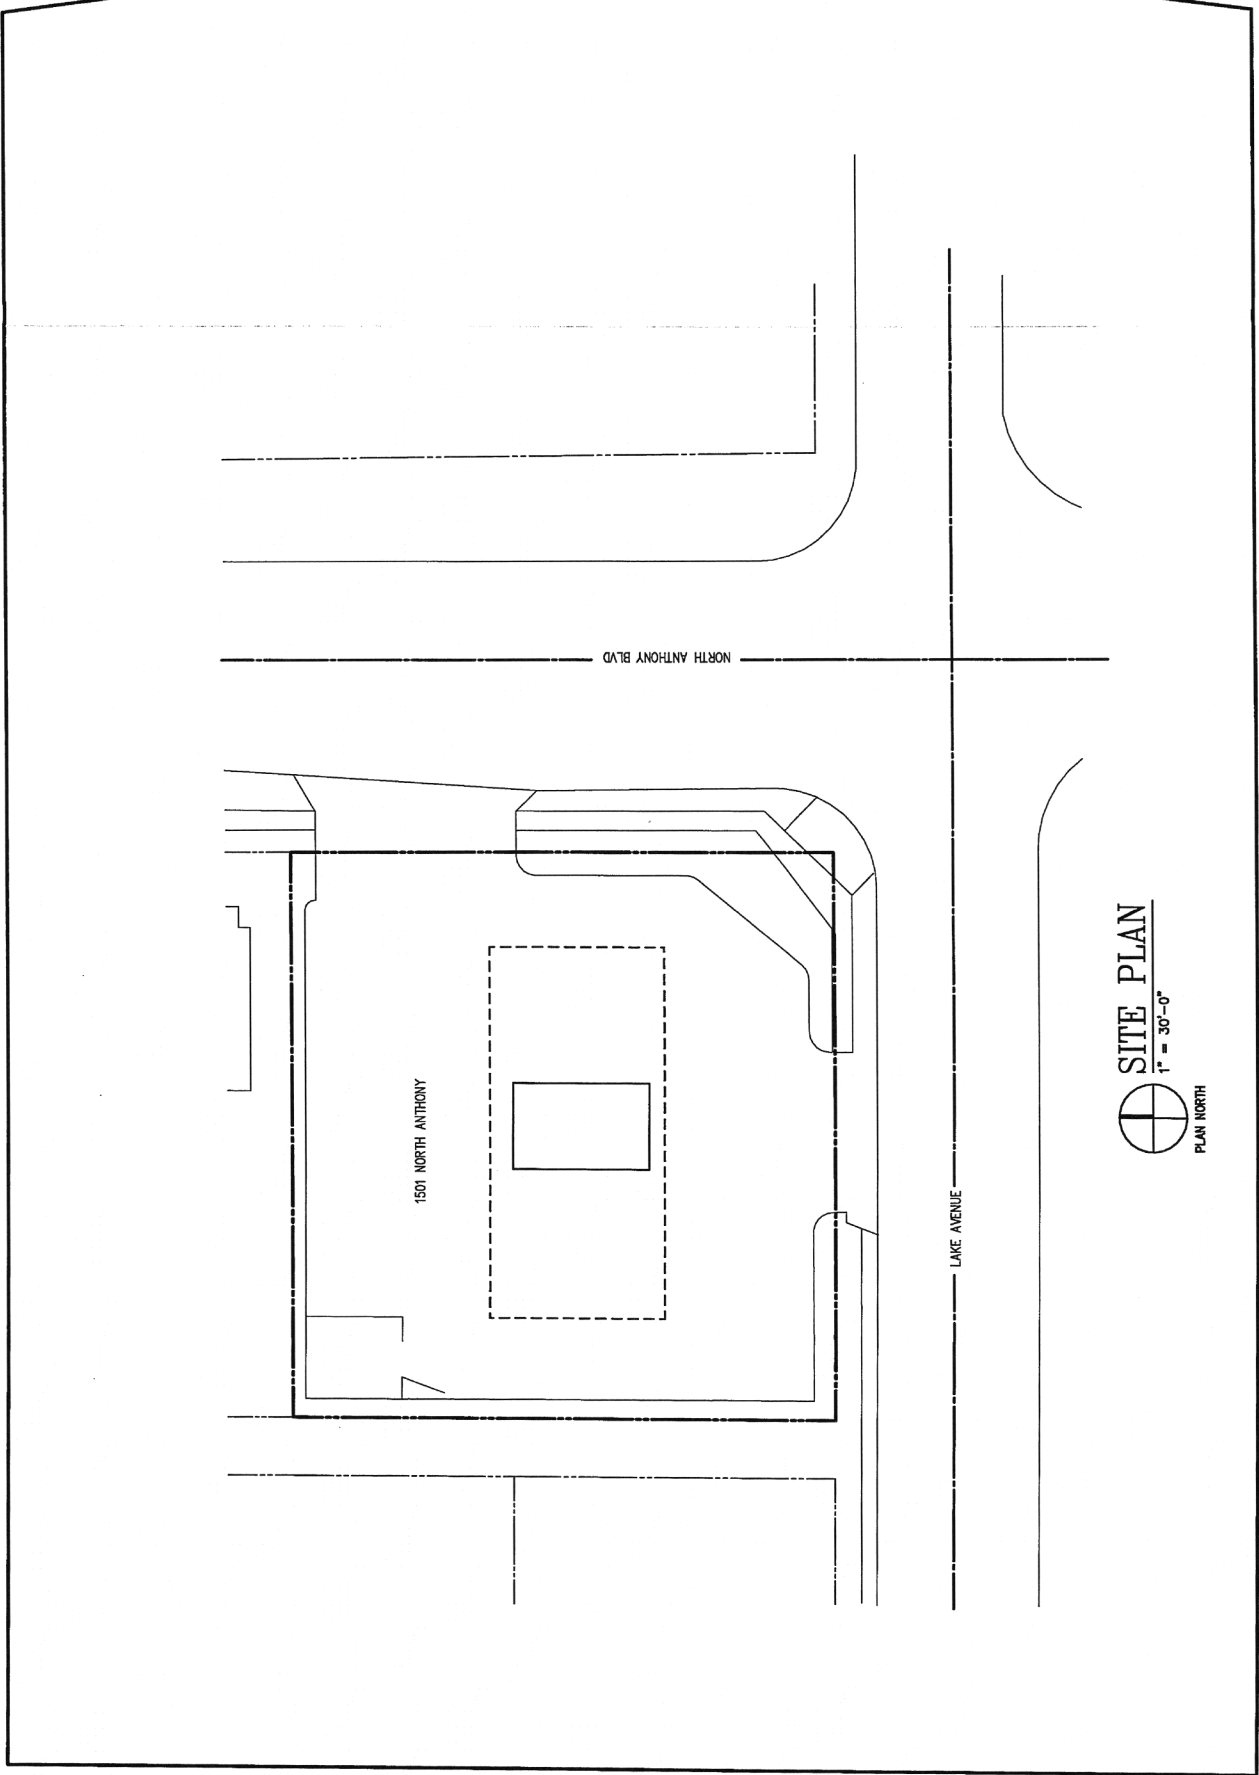 NORTH ANTHONY BLVD
1501 NORTH ANTHONY
LAKE AVENUE
SITE PLAN
1" = 30'-0"
PLAN NORTH